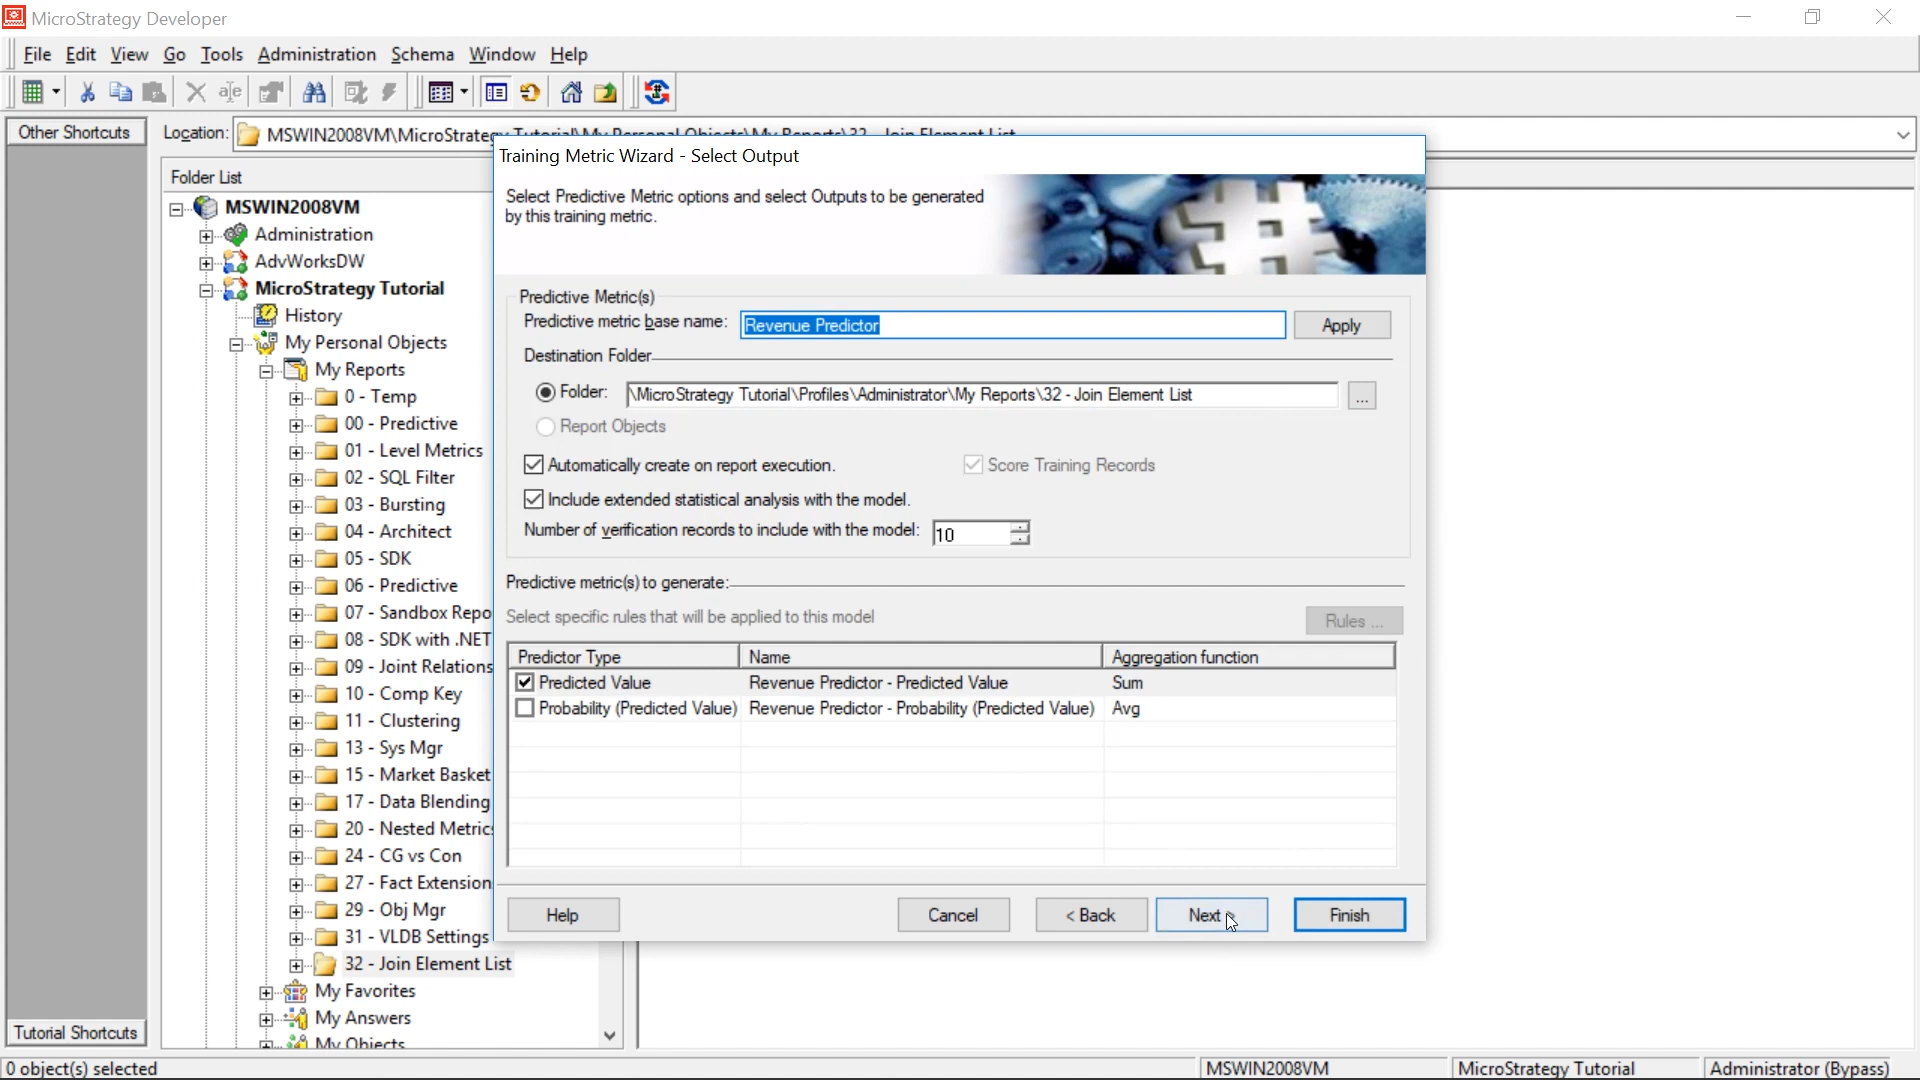 MicroStrategy Developer
File Edit View Go Tools Administration Schema Window Help
Other Shortcuts
Location: MSWIN2008VM\MicroStrategy Tutorial\My Personal Objects\My Reports\32 - Join Element List
Folder List
MSWIN2008VM
Administration
AdvWorksDW
MicroStrategy Tutorial
History
My Personal Objects
My Reports
0 - Temp
00 - Predictive
01 - Level Metrics
02 - SQL Filter
03 - Bursting
04 - Architect
05 - SDK
06 - Predictive
07 - Sandbox Repo
08 - SDK with .NET
09 - Joint Relations
10 - Comp Key
11 - Clustering
13 - Sys Mgr
15 - Market Basket
17 - Data Blending
20 - Nested Metric
24 - CG vs Con
27 - Fact Extension
29 - Obj Mgr
31 - VLDB Settings
32 - Join Element List
My Favorites
My Answers
My Objects
Tutorial Shortcuts
Training Metric Wizard - Select Output
Select Predictive Metric options and select Outputs to be generated
by this training metric.
Predictive Metric(s)
Predictive metric base name: Revenue Predictor Apply
Destination Folder
Folder: \MicroStrategy Tutorial\Profiles\Administrator\My Reports\32 - Join Element List ...
Report Objects
Automatically create on report execution. Score Training Records
Include extended statistical analysis with the model.
Number of verification records to include with the model: 10
Predictive metric(s) to generate:
Select specific rules that will be applied to this model Rules ...
Predictor Type Name Aggregation function
Predicted Value Revenue Predictor - Predicted Value Sum
Probability (Predicted Value) Revenue Predictor - Probability (Predicted Value) Avg
Help Cancel < Back Next > Finish
0 object(s) selected MSWIN2008VM MicroStrategy Tutorial Administrator (Bypass)